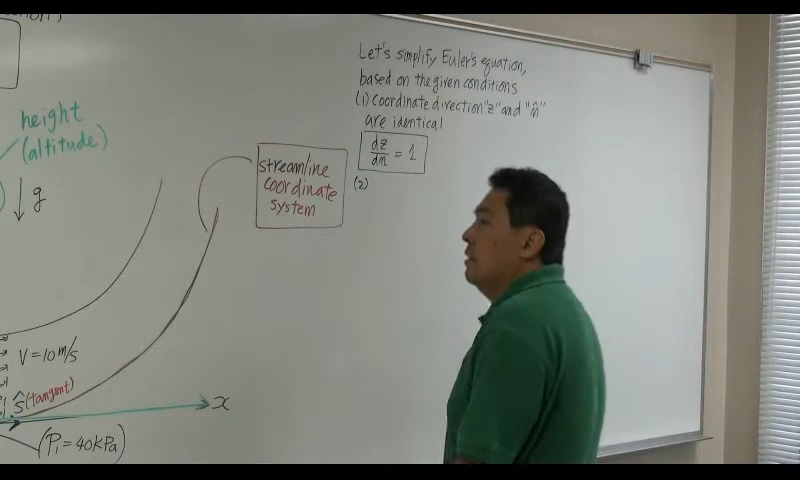 Let's simplify Euler's equation,
based on the given conditions
(1) Coordinate direction "z" and "n̂"
are identical
dz/dn = 1
(2)
height
(altitude)
g
streamline
coordinate
system
V = 10 m/s
ŝ (tangent)
x
(P₁ = 40 kPa)